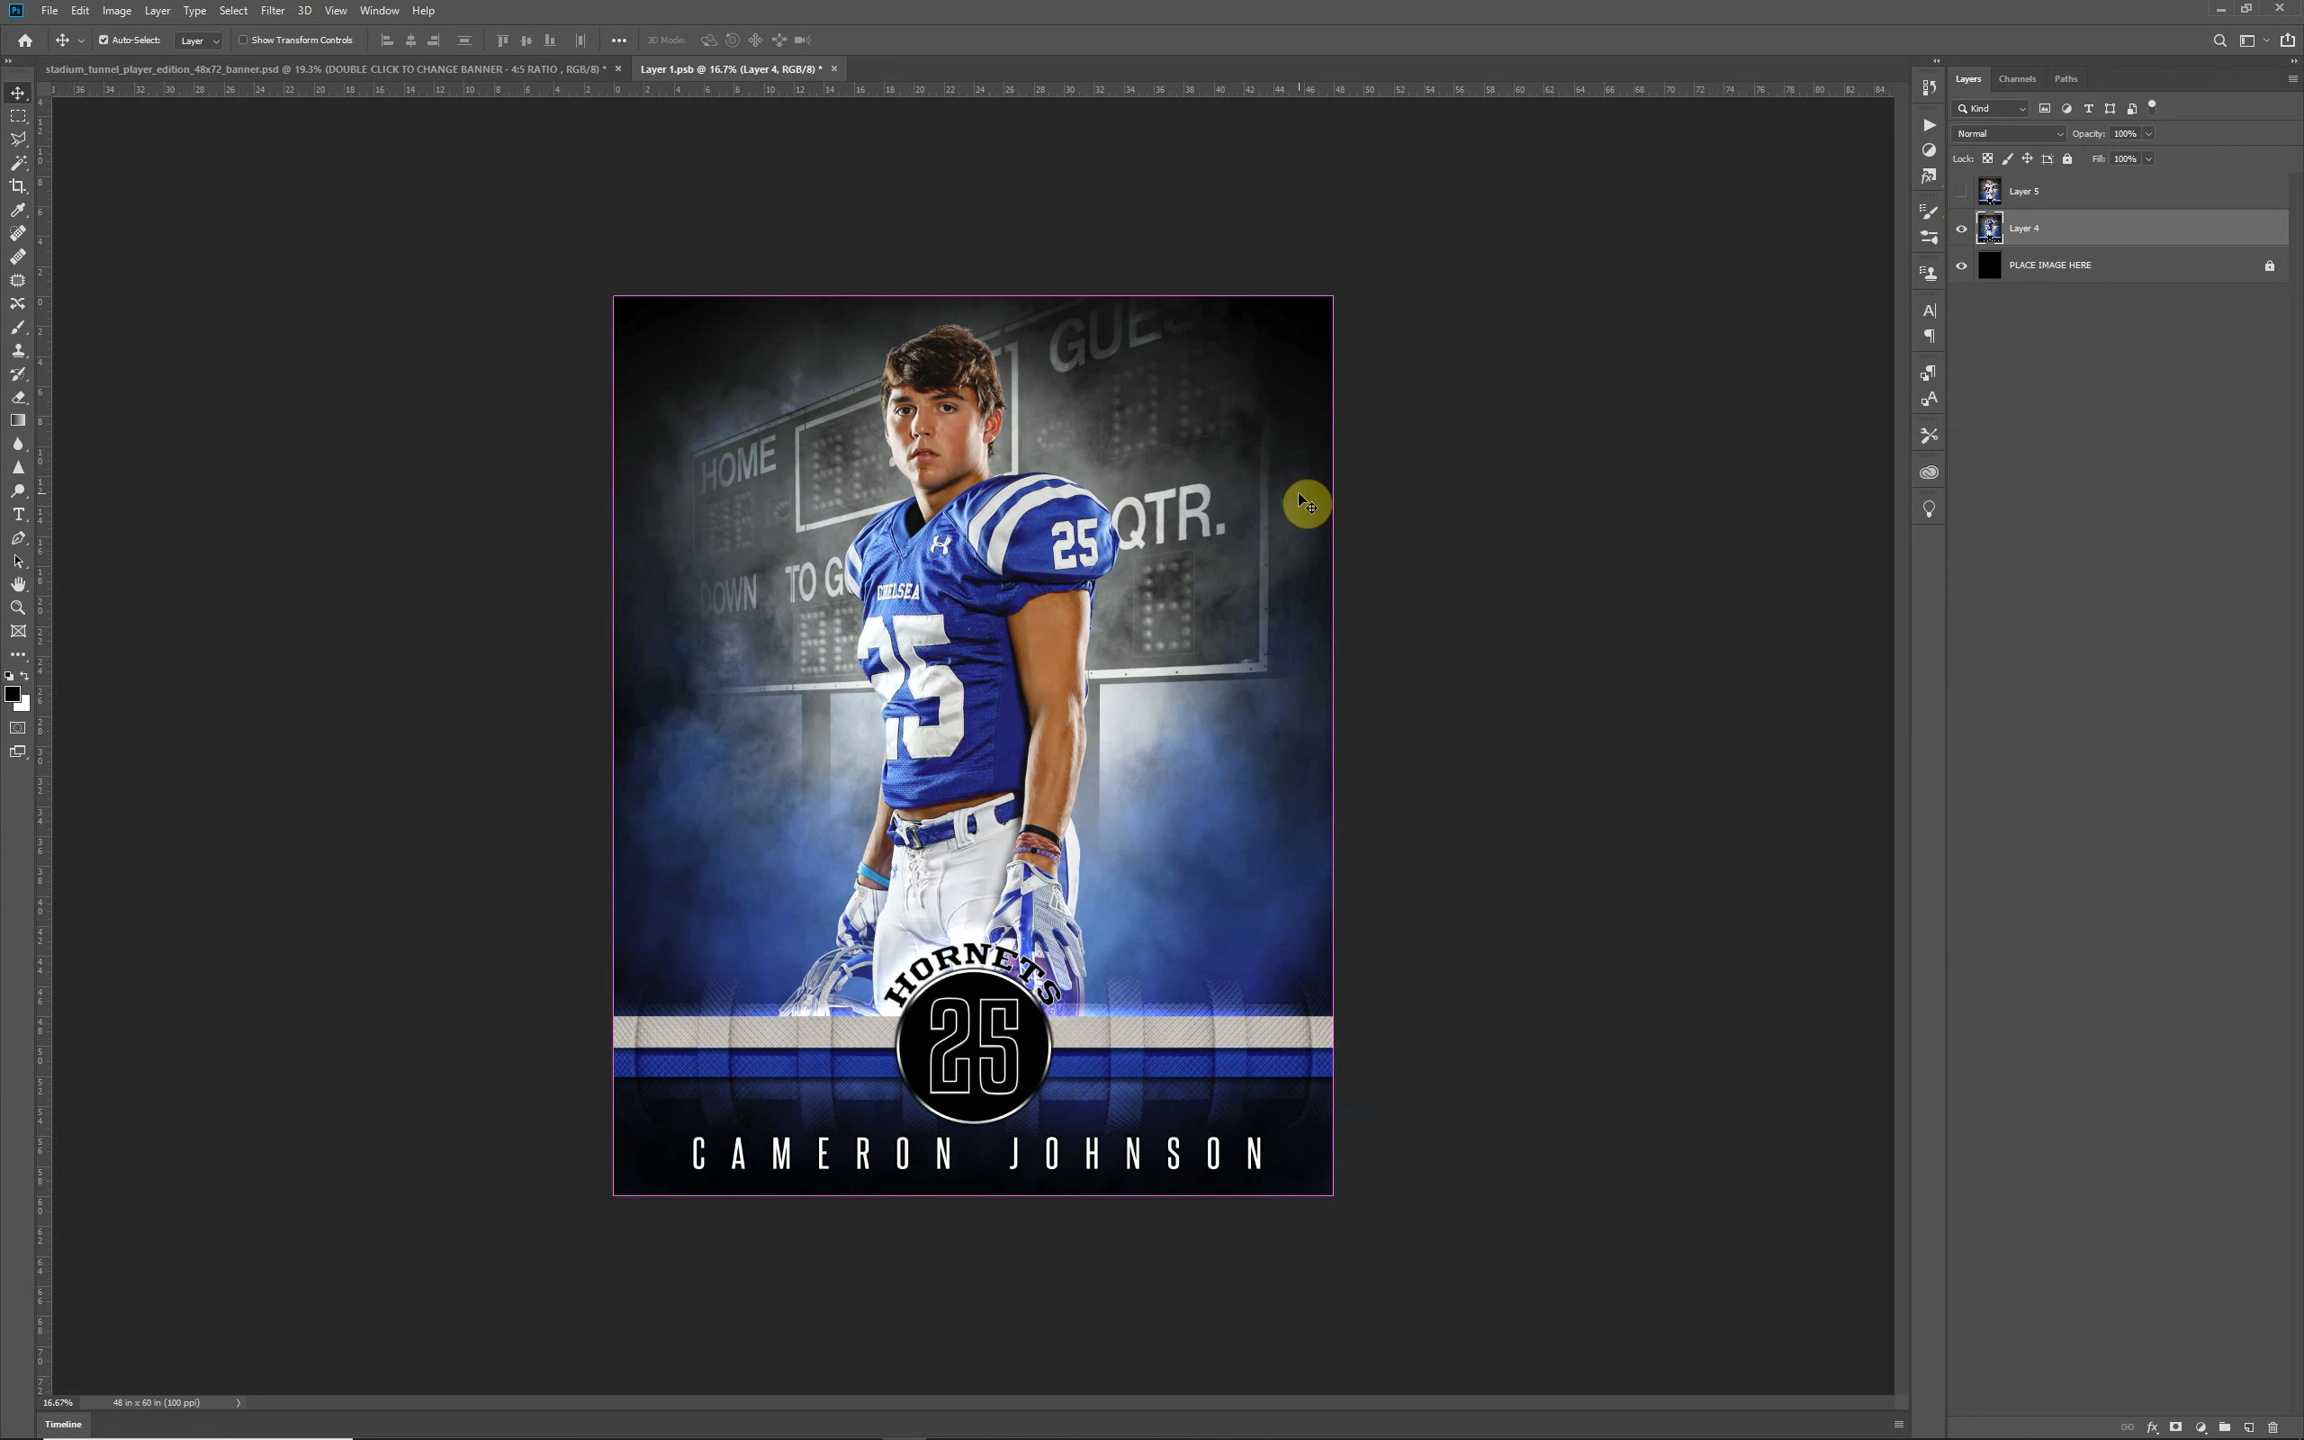 Ps File Edit Image Layer Type Select Filter 3D View Window Help
Auto-Select: Layer Show Transform Controls 3D Mode:
stadium_tunnel_player_edition_48x72_banner.psd @ 19.3% (DOUBLE CLICK TO CHANGE BANNER - 4:5 RATIO , RGB/8) * Layer 1.psb @ 16.7% (Layer 4, RGB/8) *
Layers Channels Paths
Kind
Normal Opacity: 100%
Lock: Fill: 100%
Layer 5
Layer 4
PLACE IMAGE HERE
GUEST
HOME
QTR.
25
DOWN TO GO
CHELSEA
25
HORNETS
25
CAMERON JOHNSON
16.67% 48 in x 60 in (100 ppi)
Timeline